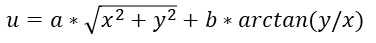 u = a * √(x² + y²) + b * arctan(y/x)